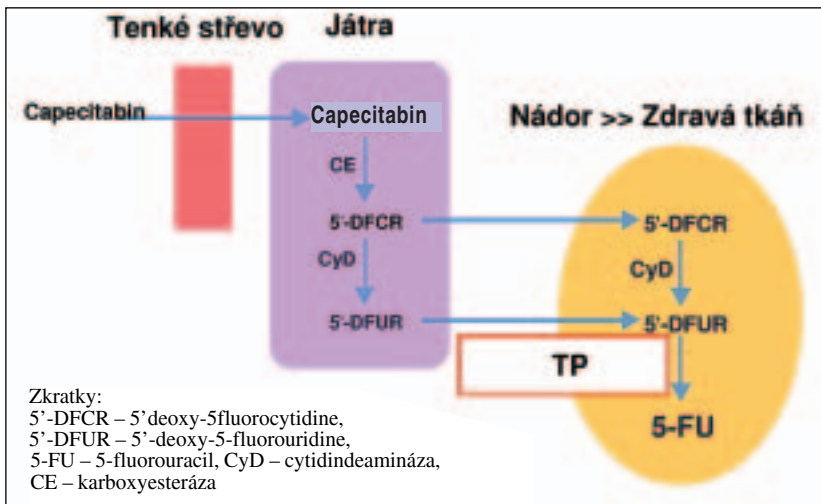 Tenké střevo
Játra
Capecitabin
Capecitabin
Nádor >> Zdravá tkáň
CE
5'-DFCR
5'-DFCR
CyD
CyD
5'-DFUR
5'-DFUR
TP
5-FU
Zkratky:
5’-DFCR – 5’deoxy-5fluorocytidine,
5’-DFUR – 5’-deoxy-5-fluorouridine,
5-FU – 5-fluorouracil, CyD – cytidindeamináza,
CE – karboxyesteráza